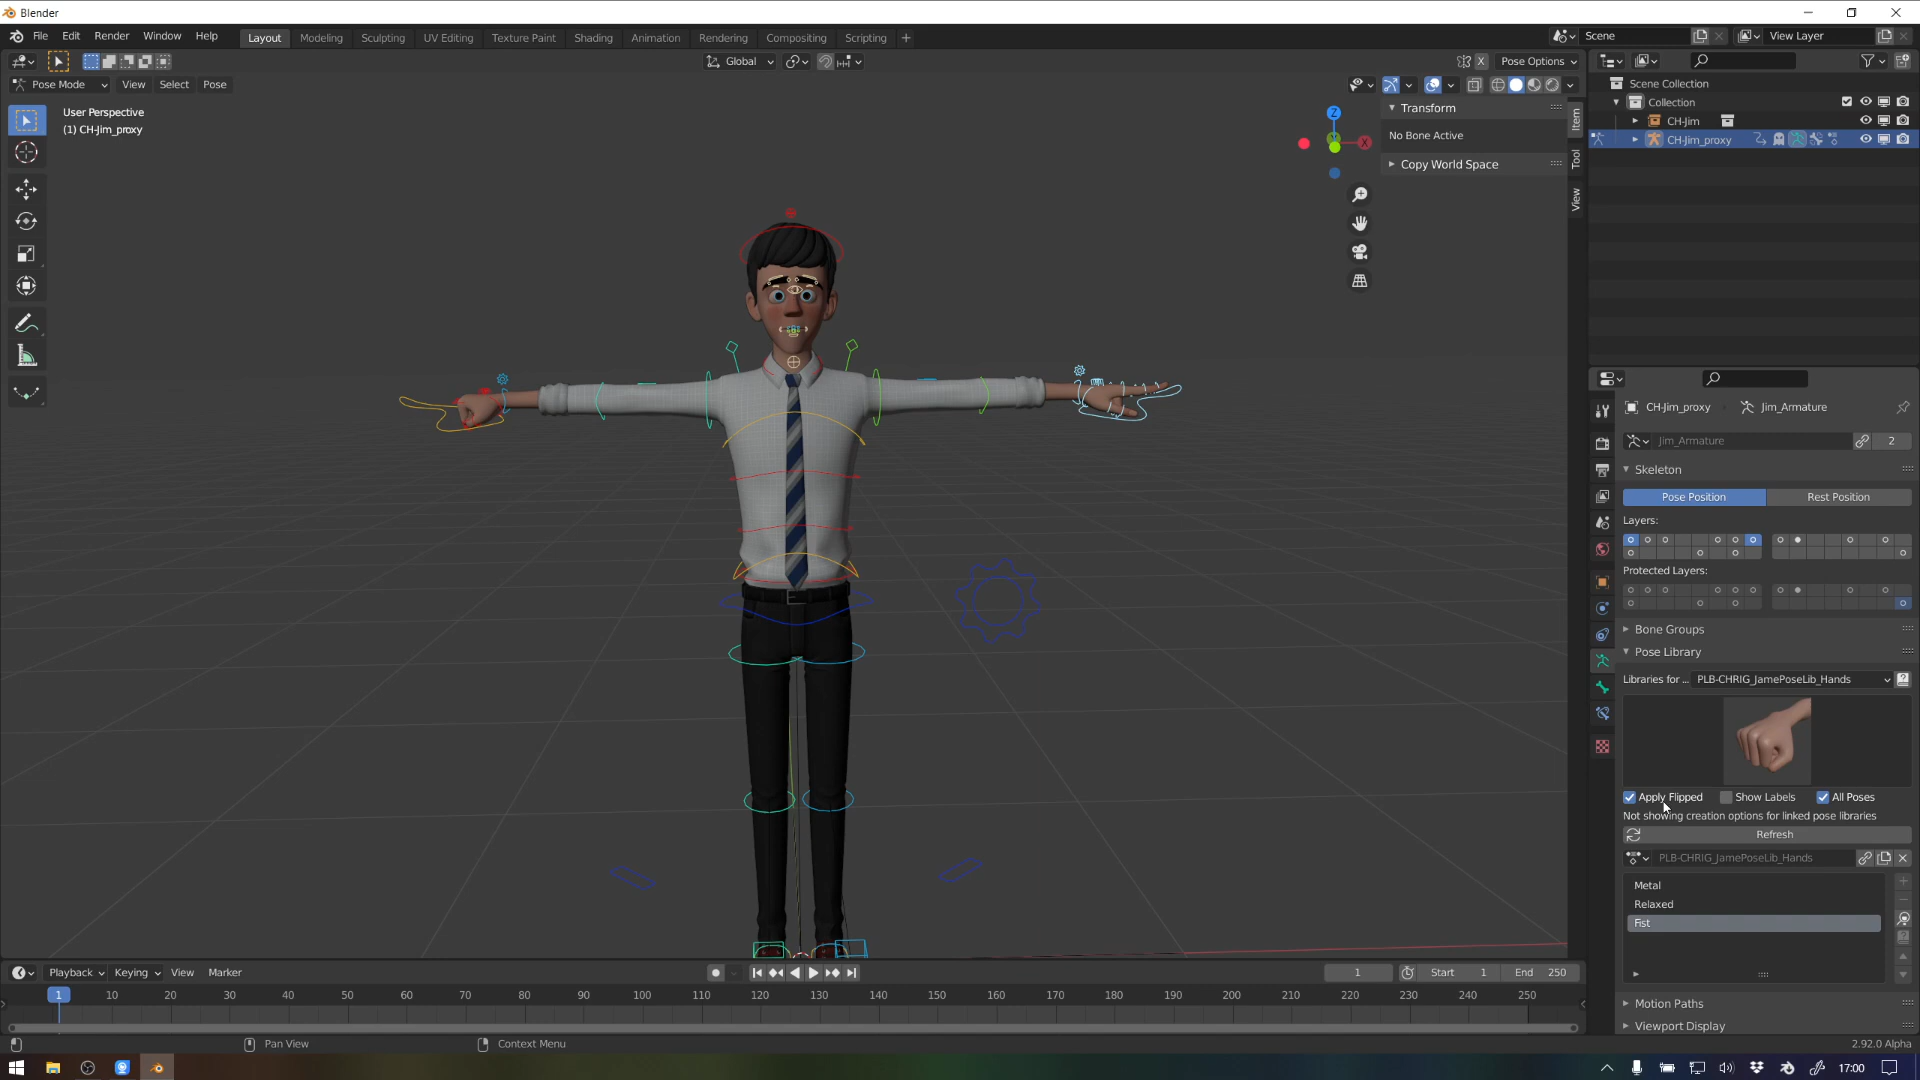 Blender
File Edit Render Window Help
Layout Modeling Sculpting UV Editing Texture Paint Shading Animation Rendering Compositing Scripting +
Scene
View Layer
Global
X Pose Options
Pose Mode View Select Pose
User Perspective
(1) CH-Jim_proxy
Z
X
Transform
No Bone Active
Copy World Space
Item
Tool
View
Scene Collection
Collection
CH-Jim
CH-Jim_proxy
CH-Jim_proxy Jim_Armature
Jim_Armature 2
Skeleton
Pose Position Rest Position
Layers:
Protected Layers:
Bone Groups
Pose Library
Libraries for ... PLB-CHRIG_JamePoseLib_Hands
Apply Flipped Show Labels All Poses
Not showing creation options for linked pose libraries
Refresh
PLB-CHRIG_JamePoseLib_Hands
Metal
Relaxed
Fist
Motion Paths
Viewport Display
Playback Keying View Marker
1 Start 1 End 250
1 10 20 30 40 50 60 70 80 90 100 110 120 130 140 150 160 170 180 190 200 210 220 230 240 250
Pan View Context Menu
2.92.0 Alpha
17:00